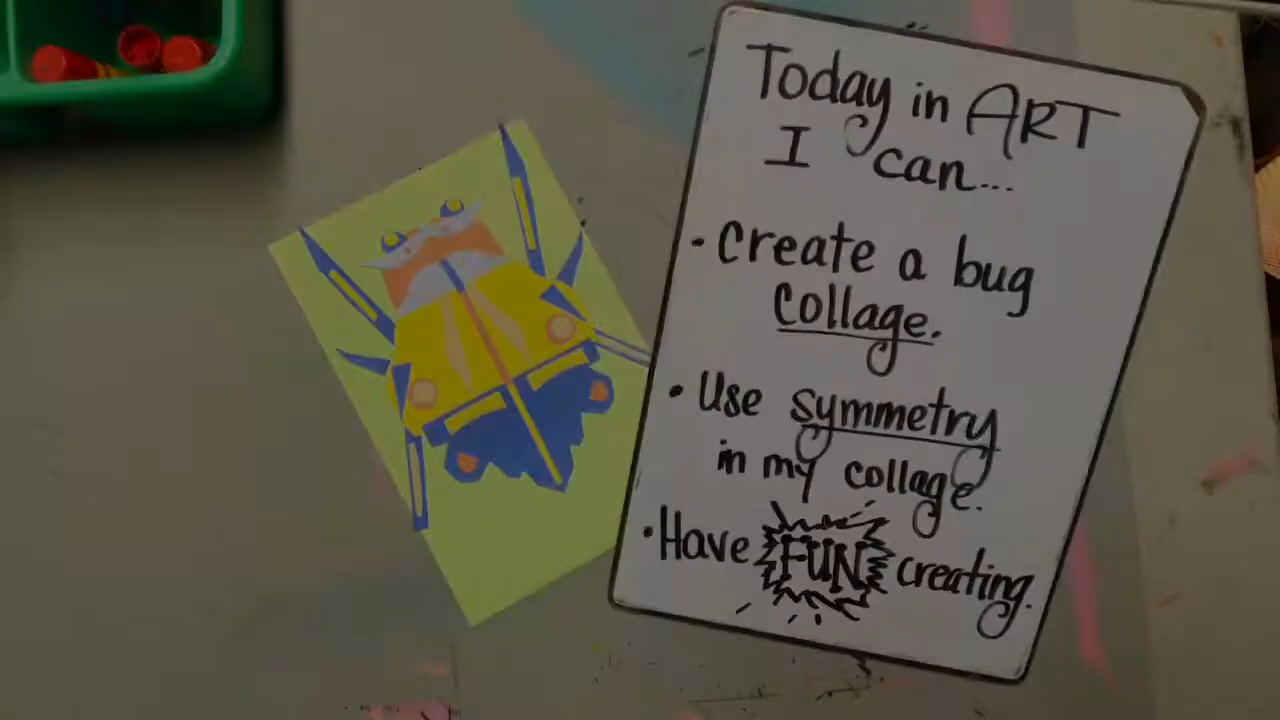 Today in ART
I can...
• Create a bug
collage.
• Use symmetry
in my collage.
• Have FUN creating.